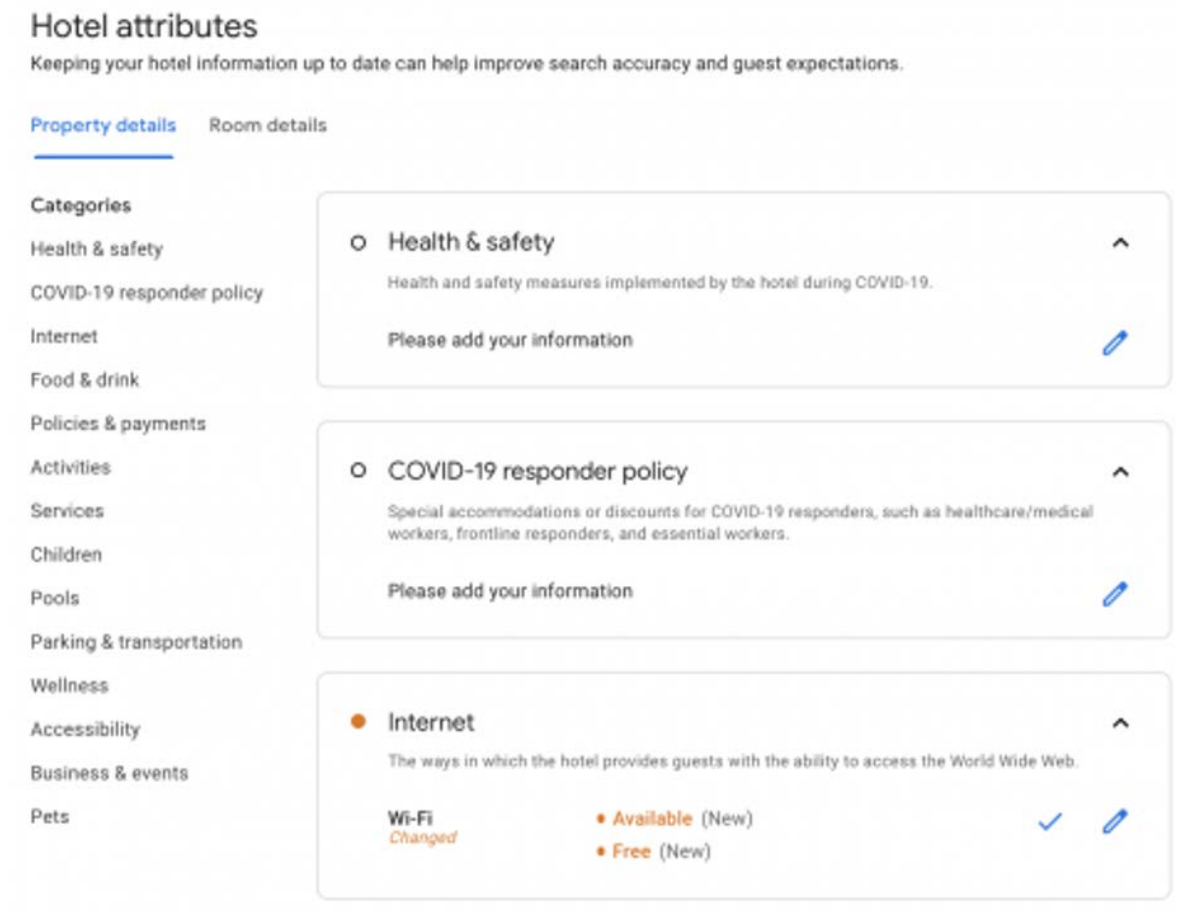 Hotel attributes
Keeping your hotel information up to date can help improve search accuracy and guest expectations.
Property details
Room details
Categories
Health & safety
COVID-19 responder policy
Internet
Food & drink
Policies & payments
Activities
Services
Children
Pools
Parking & transportation
Wellness
Accessibility
Business & events
Pets
Health & safety
Health and safety measures implemented by the hotel during COVID-19.
Please add your information
COVID-19 responder policy
Special accommodations or discounts for COVID-19 responders, such as healthcare/medical
workers, frontline responders, and essential workers.
Please add your information
Internet
The ways in which the hotel provides guests with the ability to access the World Wide Web.
Wi-Fi
Changed
• Available (New)
• Free (New)